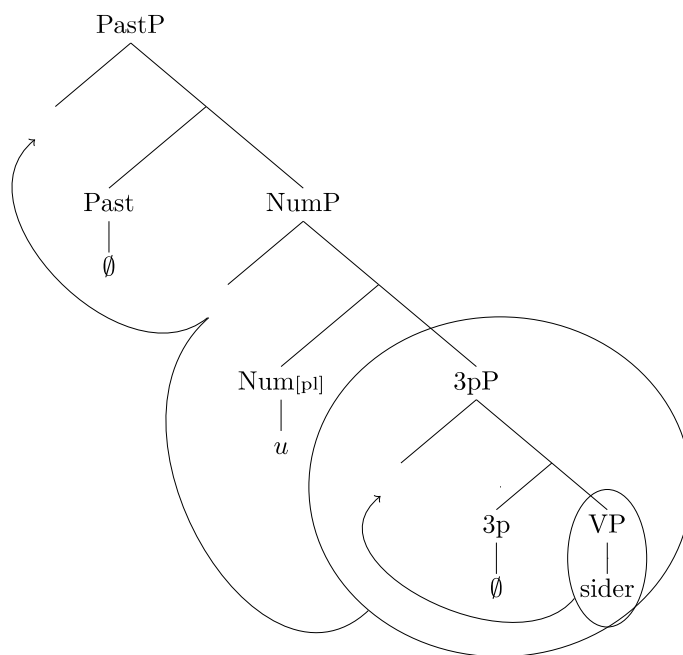 PastP
Past NumP
∅
Num[pl] 3pP
u
3p VP
∅ sider